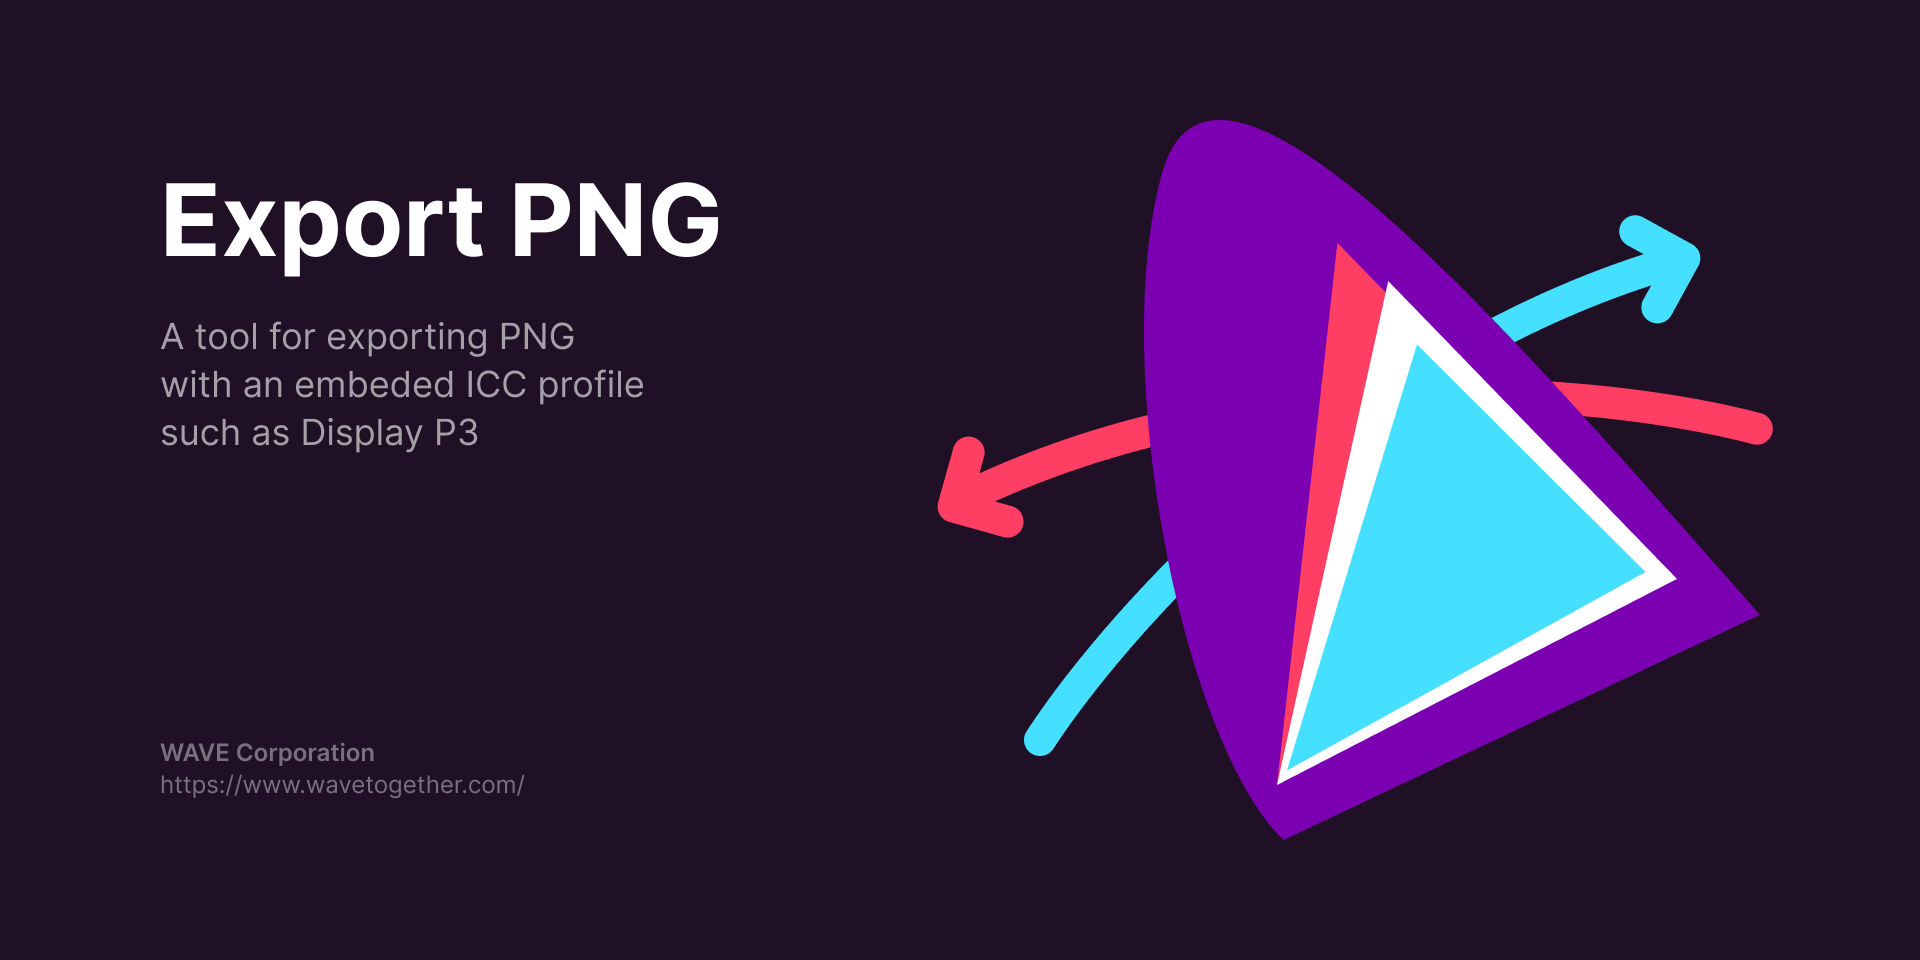 Export PNG
A tool for exporting PNG
with an embeded ICC profile
such as Display P3
WAVE Corporation
https://www.wavetogether.com/